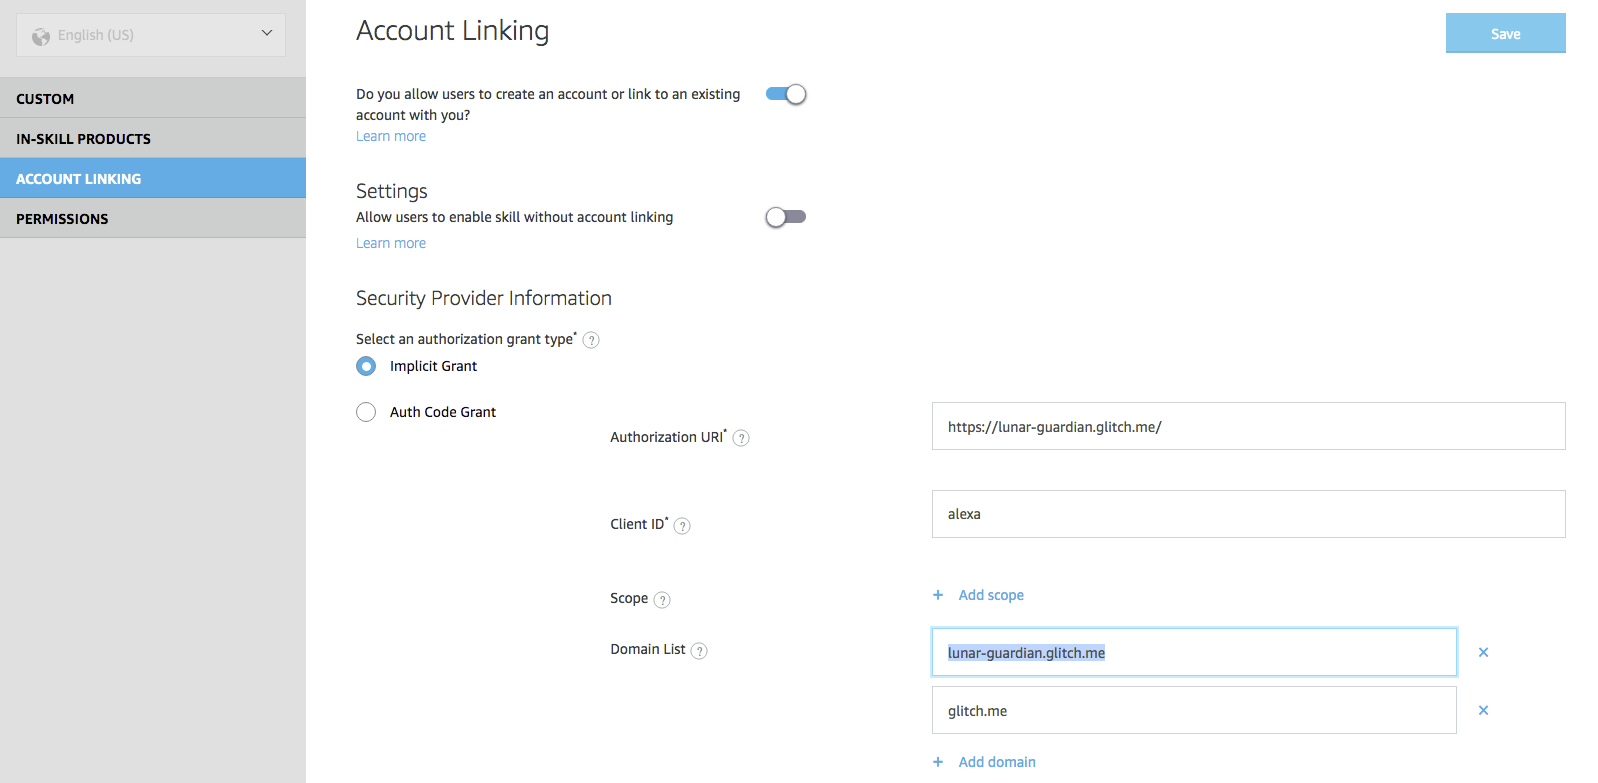 English (US)
CUSTOM
IN-SKILL PRODUCTS
ACCOUNT LINKING
PERMISSIONS
Account Linking
Save
Do you allow users to create an account or link to an existing
account with you?
Learn more
Settings
Allow users to enable skill without account linking
Learn more
Security Provider Information
Select an authorization grant type* ?
Implicit Grant
Auth Code Grant
Authorization URI* ?
https://lunar-guardian.glitch.me/
Client ID* ?
alexa
Scope ?
+ Add scope
Domain List ?
lunar-guardian.glitch.me
glitch.me
+ Add domain